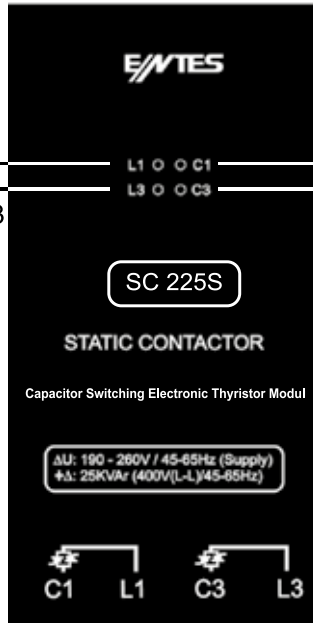 ENTES
L1 C1
L3 C3
3
SC 225S
STATIC CONTACTOR
Capacitor Switching Electronic Thyristor Modul
ΔU: 190 - 260V / 45-65Hz (Supply)
+Δ: 25KVAr (400V(L-L)/45-65Hz)
C1 L1 C3 L3